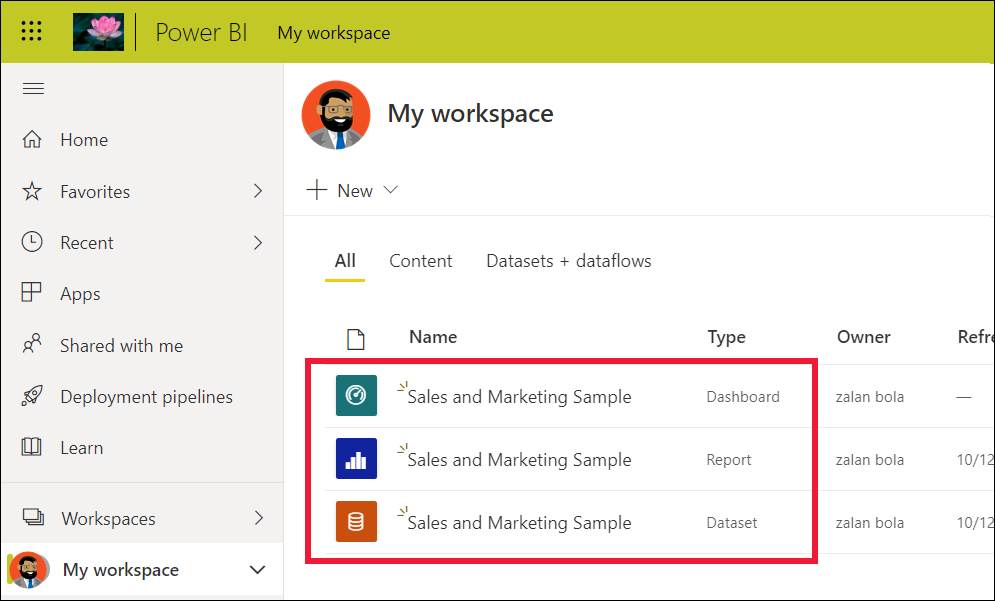 Power BI My workspace
Home
Favorites
Recent
Apps
Shared with me
Deployment pipelines
Learn
Workspaces
My workspace
My workspace
New
All Content Datasets + dataflows
Name Type Owner Refre
Sales and Marketing Sample Dashboard zalan bola —
Sales and Marketing Sample Report zalan bola 10/12
Sales and Marketing Sample Dataset zalan bola 10/12